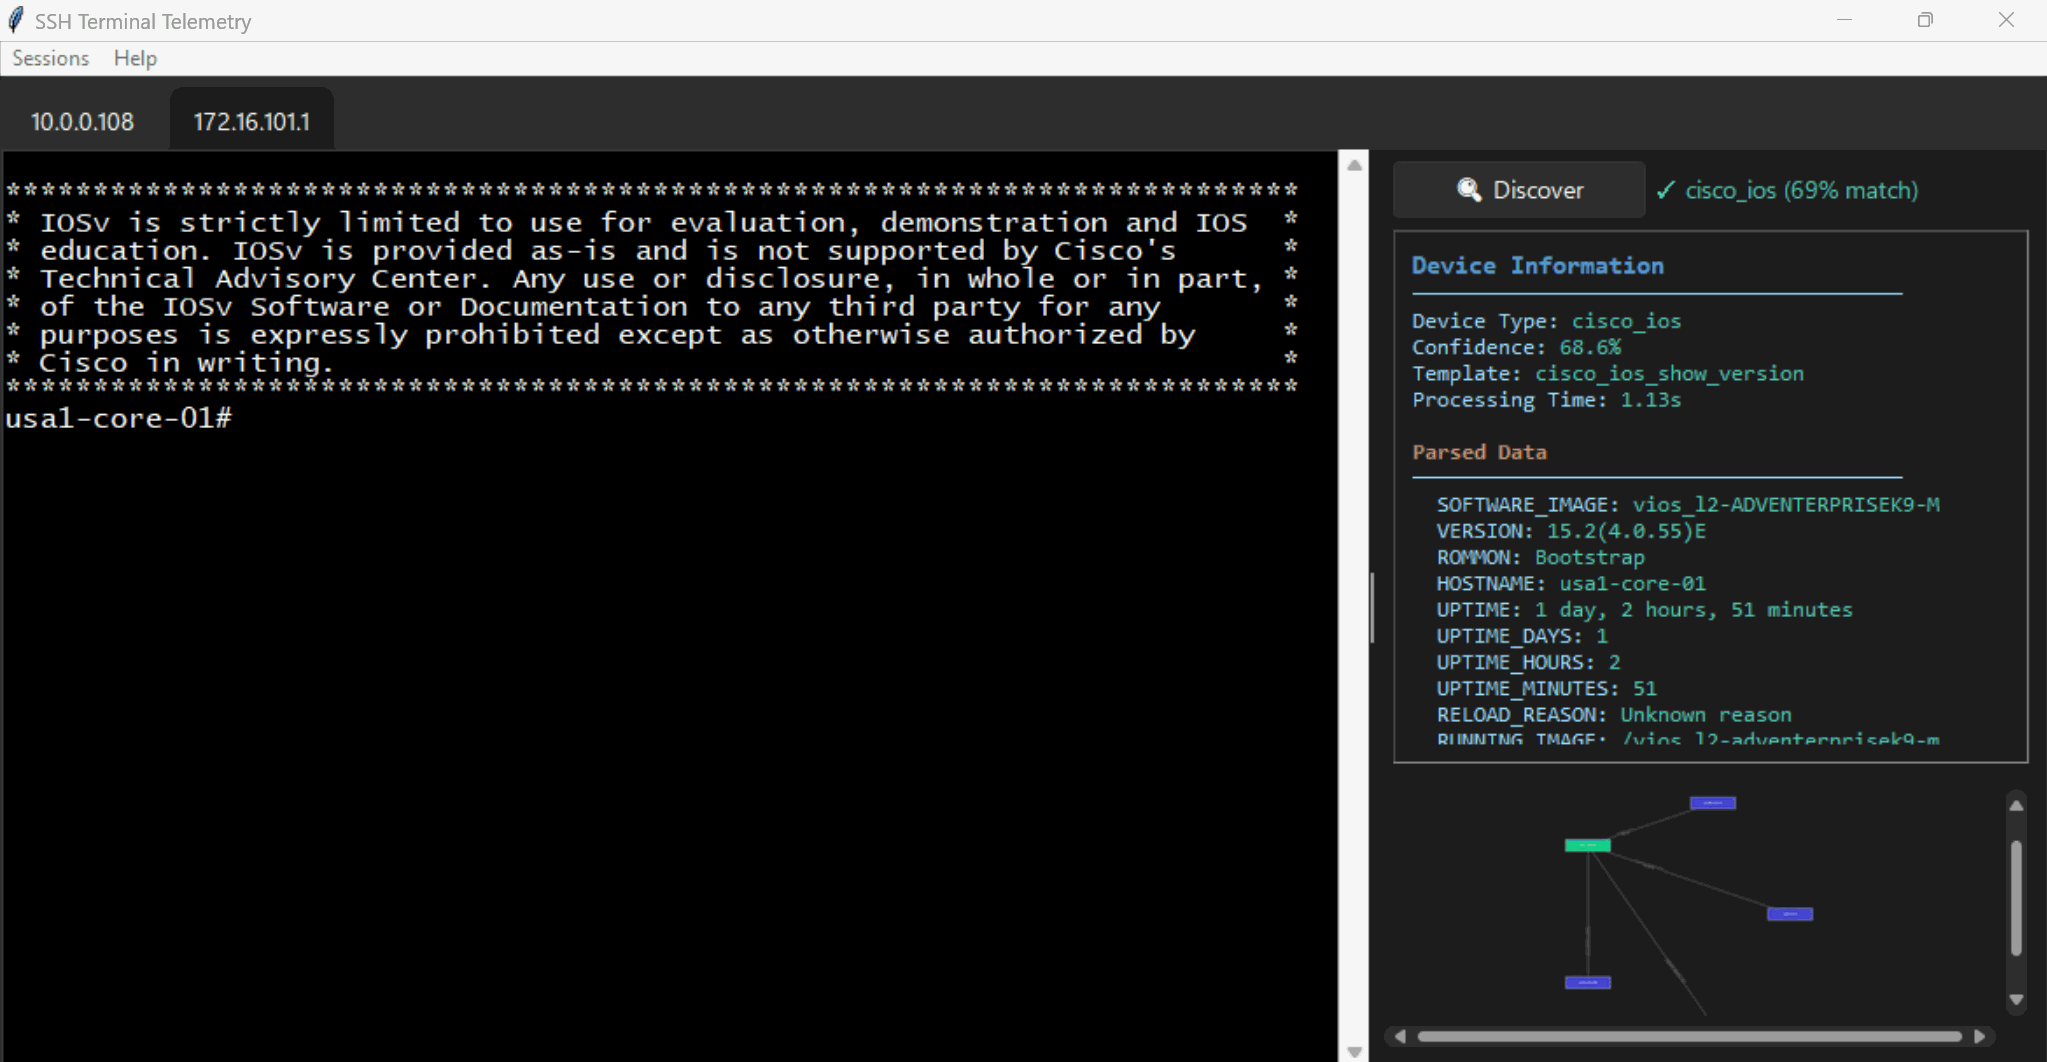 SSH Terminal Telemetry
Sessions Help
10.0.0.108 172.16.101.1
**************************************************************************
* IOSv is strictly limited to use for evaluation, demonstration and IOS *
* education. IOSv is provided as-is and is not supported by Cisco's *
* Technical Advisory Center. Any use or disclosure, in whole or in part, *
* of the IOSv Software or Documentation to any third party for any *
* purposes is expressly prohibited except as otherwise authorized by *
* Cisco in writing. *
**************************************************************************
usa1-core-01#
Discover ✓ cisco_ios (69% match)
Device Information
Device Type: cisco_ios
Confidence: 68.6%
Template: cisco_ios_show_version
Processing Time: 1.13s
Parsed Data
SOFTWARE_IMAGE: vios_l2-ADVENTERPRISEK9-M
VERSION: 15.2(4.0.55)E
ROMMON: Bootstrap
HOSTNAME: usa1-core-01
UPTIME: 1 day, 2 hours, 51 minutes
UPTIME_DAYS: 1
UPTIME_HOURS: 2
UPTIME_MINUTES: 51
RELOAD_REASON: Unknown reason
RUNNING_IMAGE: /vios_l2-adventerprisek9-m